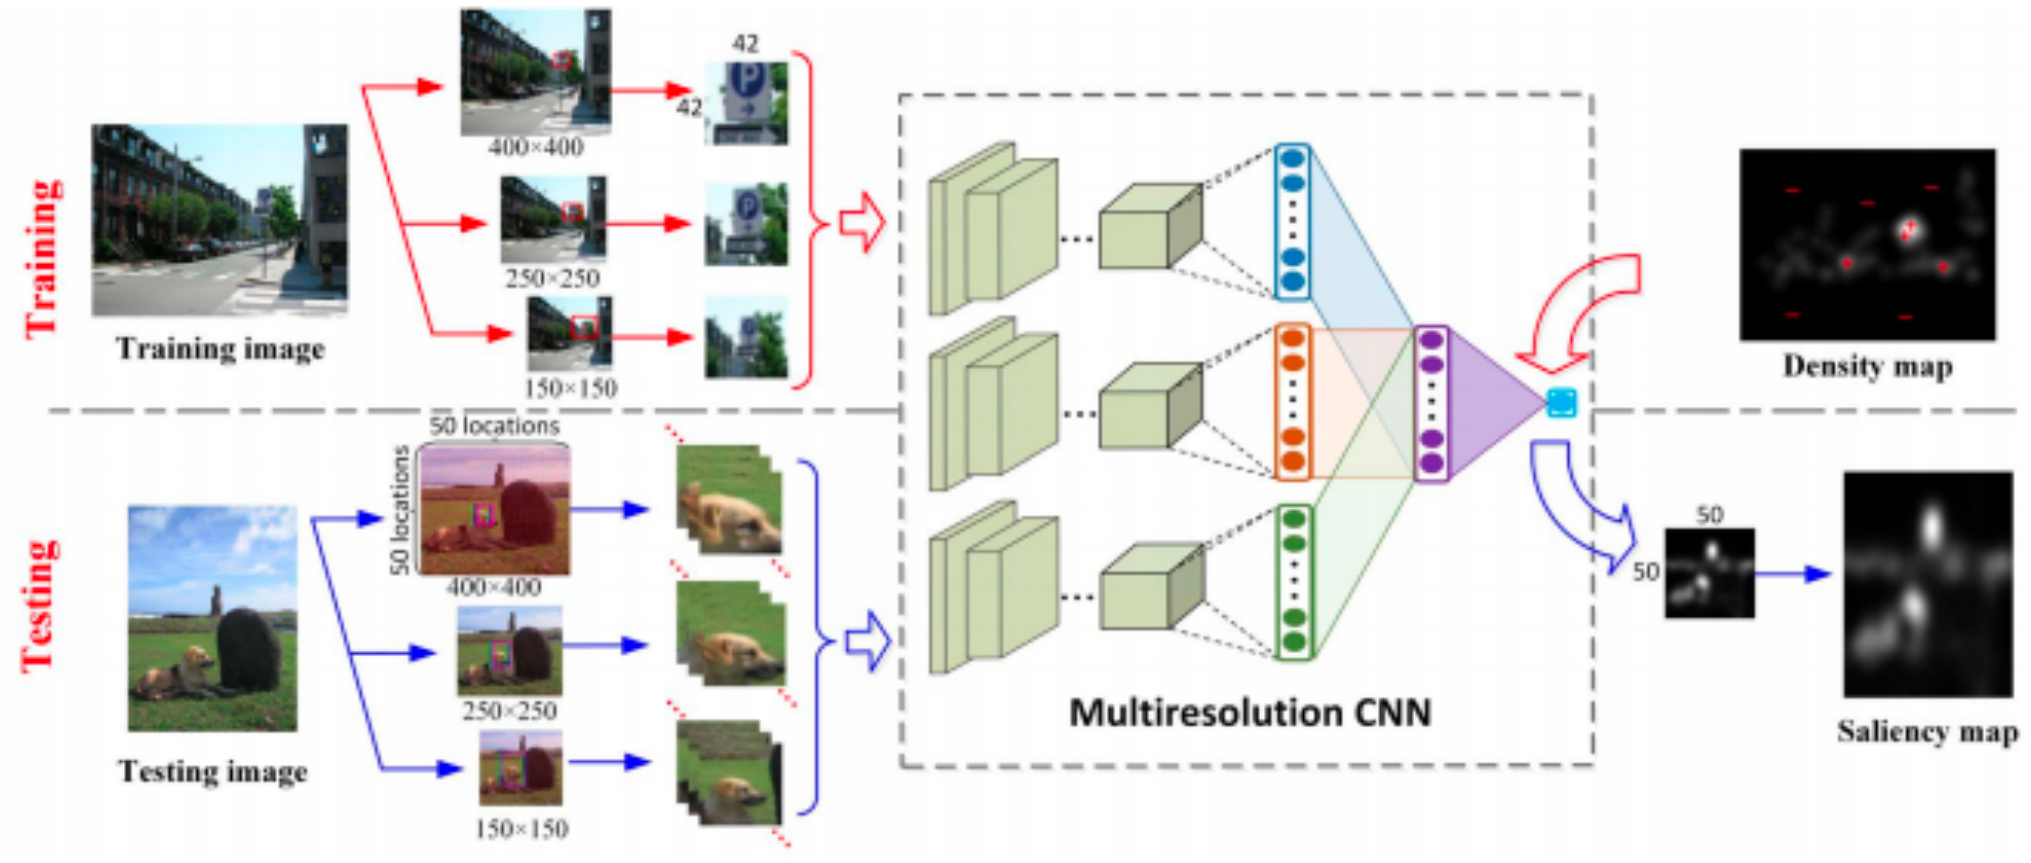 Training
Training image
400×400
250×250
150×150
42
42
P
P
Density map
Testing
Testing image
50 locations
50 locations
400×400
250×250
150×150
Multiresolution CNN
50
50
Saliency map